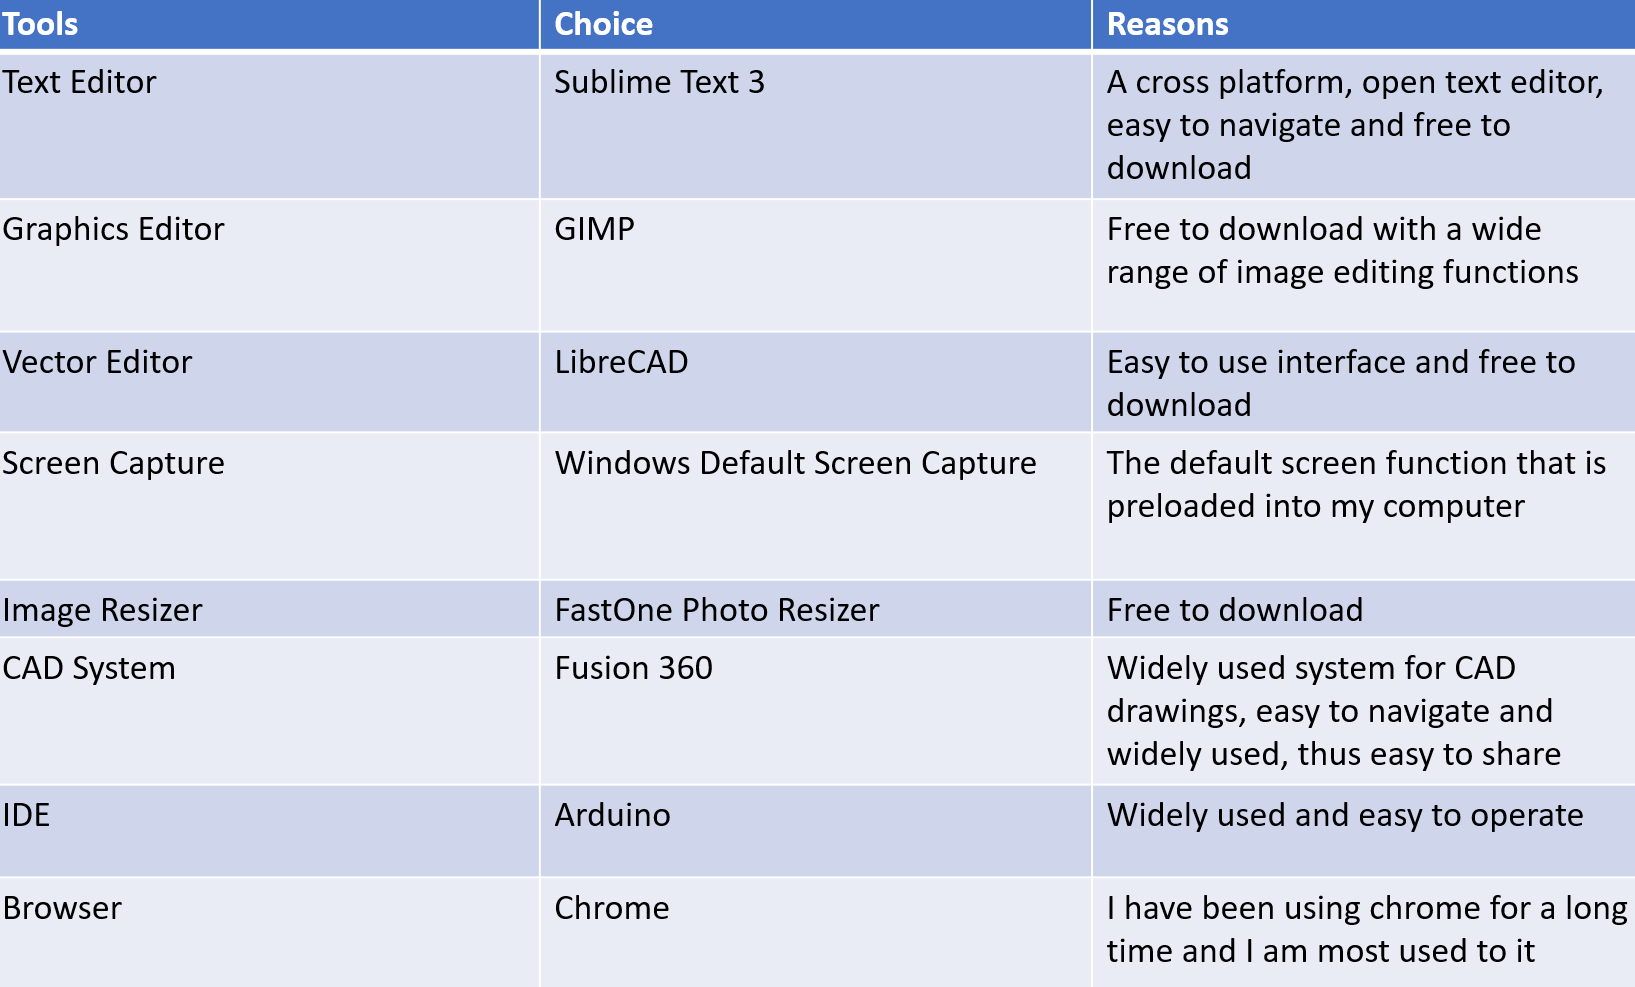 Tools Choice Reasons
Text Editor Sublime Text 3 A cross platform, open text editor,
easy to navigate and free to
download
Graphics Editor GIMP Free to download with a wide
range of image editing functions
Vector Editor LibreCAD Easy to use interface and free to
download
Screen Capture Windows Default Screen Capture The default screen function that is
preloaded into my computer
Image Resizer FastOne Photo Resizer Free to download
CAD System Fusion 360 Widely used system for CAD
drawings, easy to navigate and
widely used, thus easy to share
IDE Arduino Widely used and easy to operate
Browser Chrome I have been using chrome for a long
time and I am most used to it